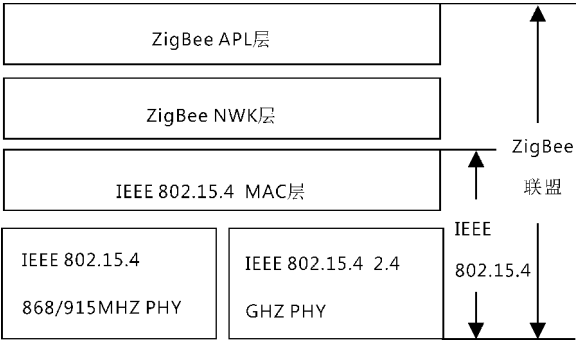 ZigBee APL层
ZigBee NWK层
IEEE 802.15.4 MAC层
IEEE 802.15.4
868/915MHZ PHY
IEEE 802.15.4 2.4
GHZ PHY
IEEE
802.15.4
ZigBee
联盟